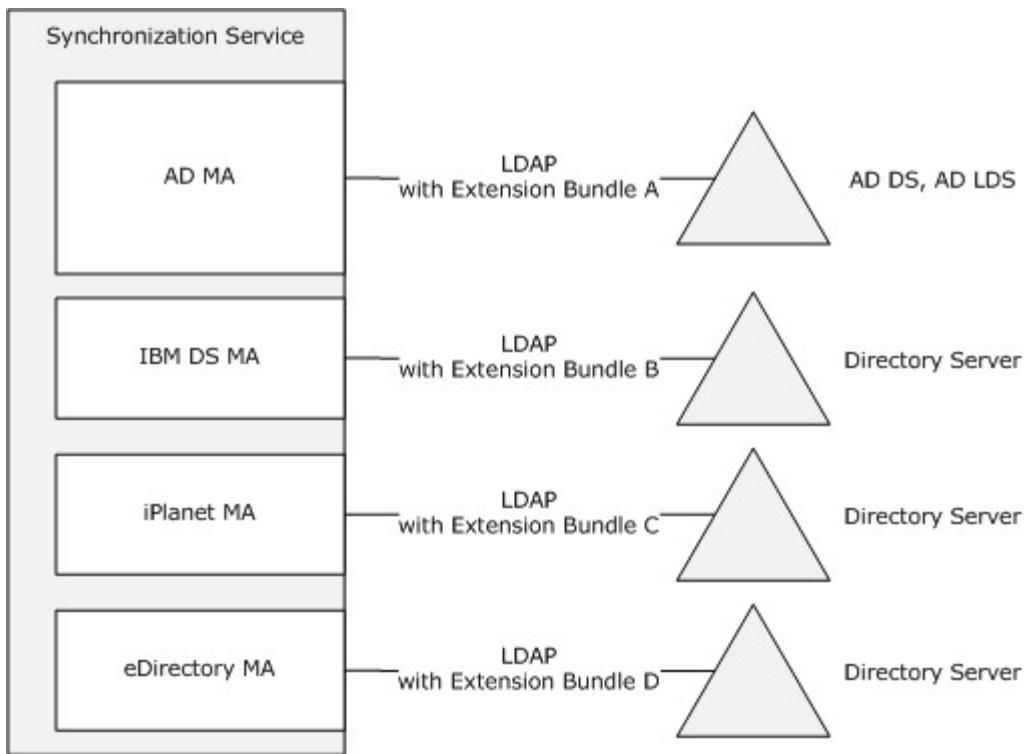 Synchronization Service
AD MA
LDAP
with Extension Bundle A
AD DS, AD LDS
IBM DS MA
LDAP
with Extension Bundle B
Directory Server
iPlanet MA
LDAP
with Extension Bundle C
Directory Server
eDirectory MA
LDAP
with Extension Bundle D
Directory Server